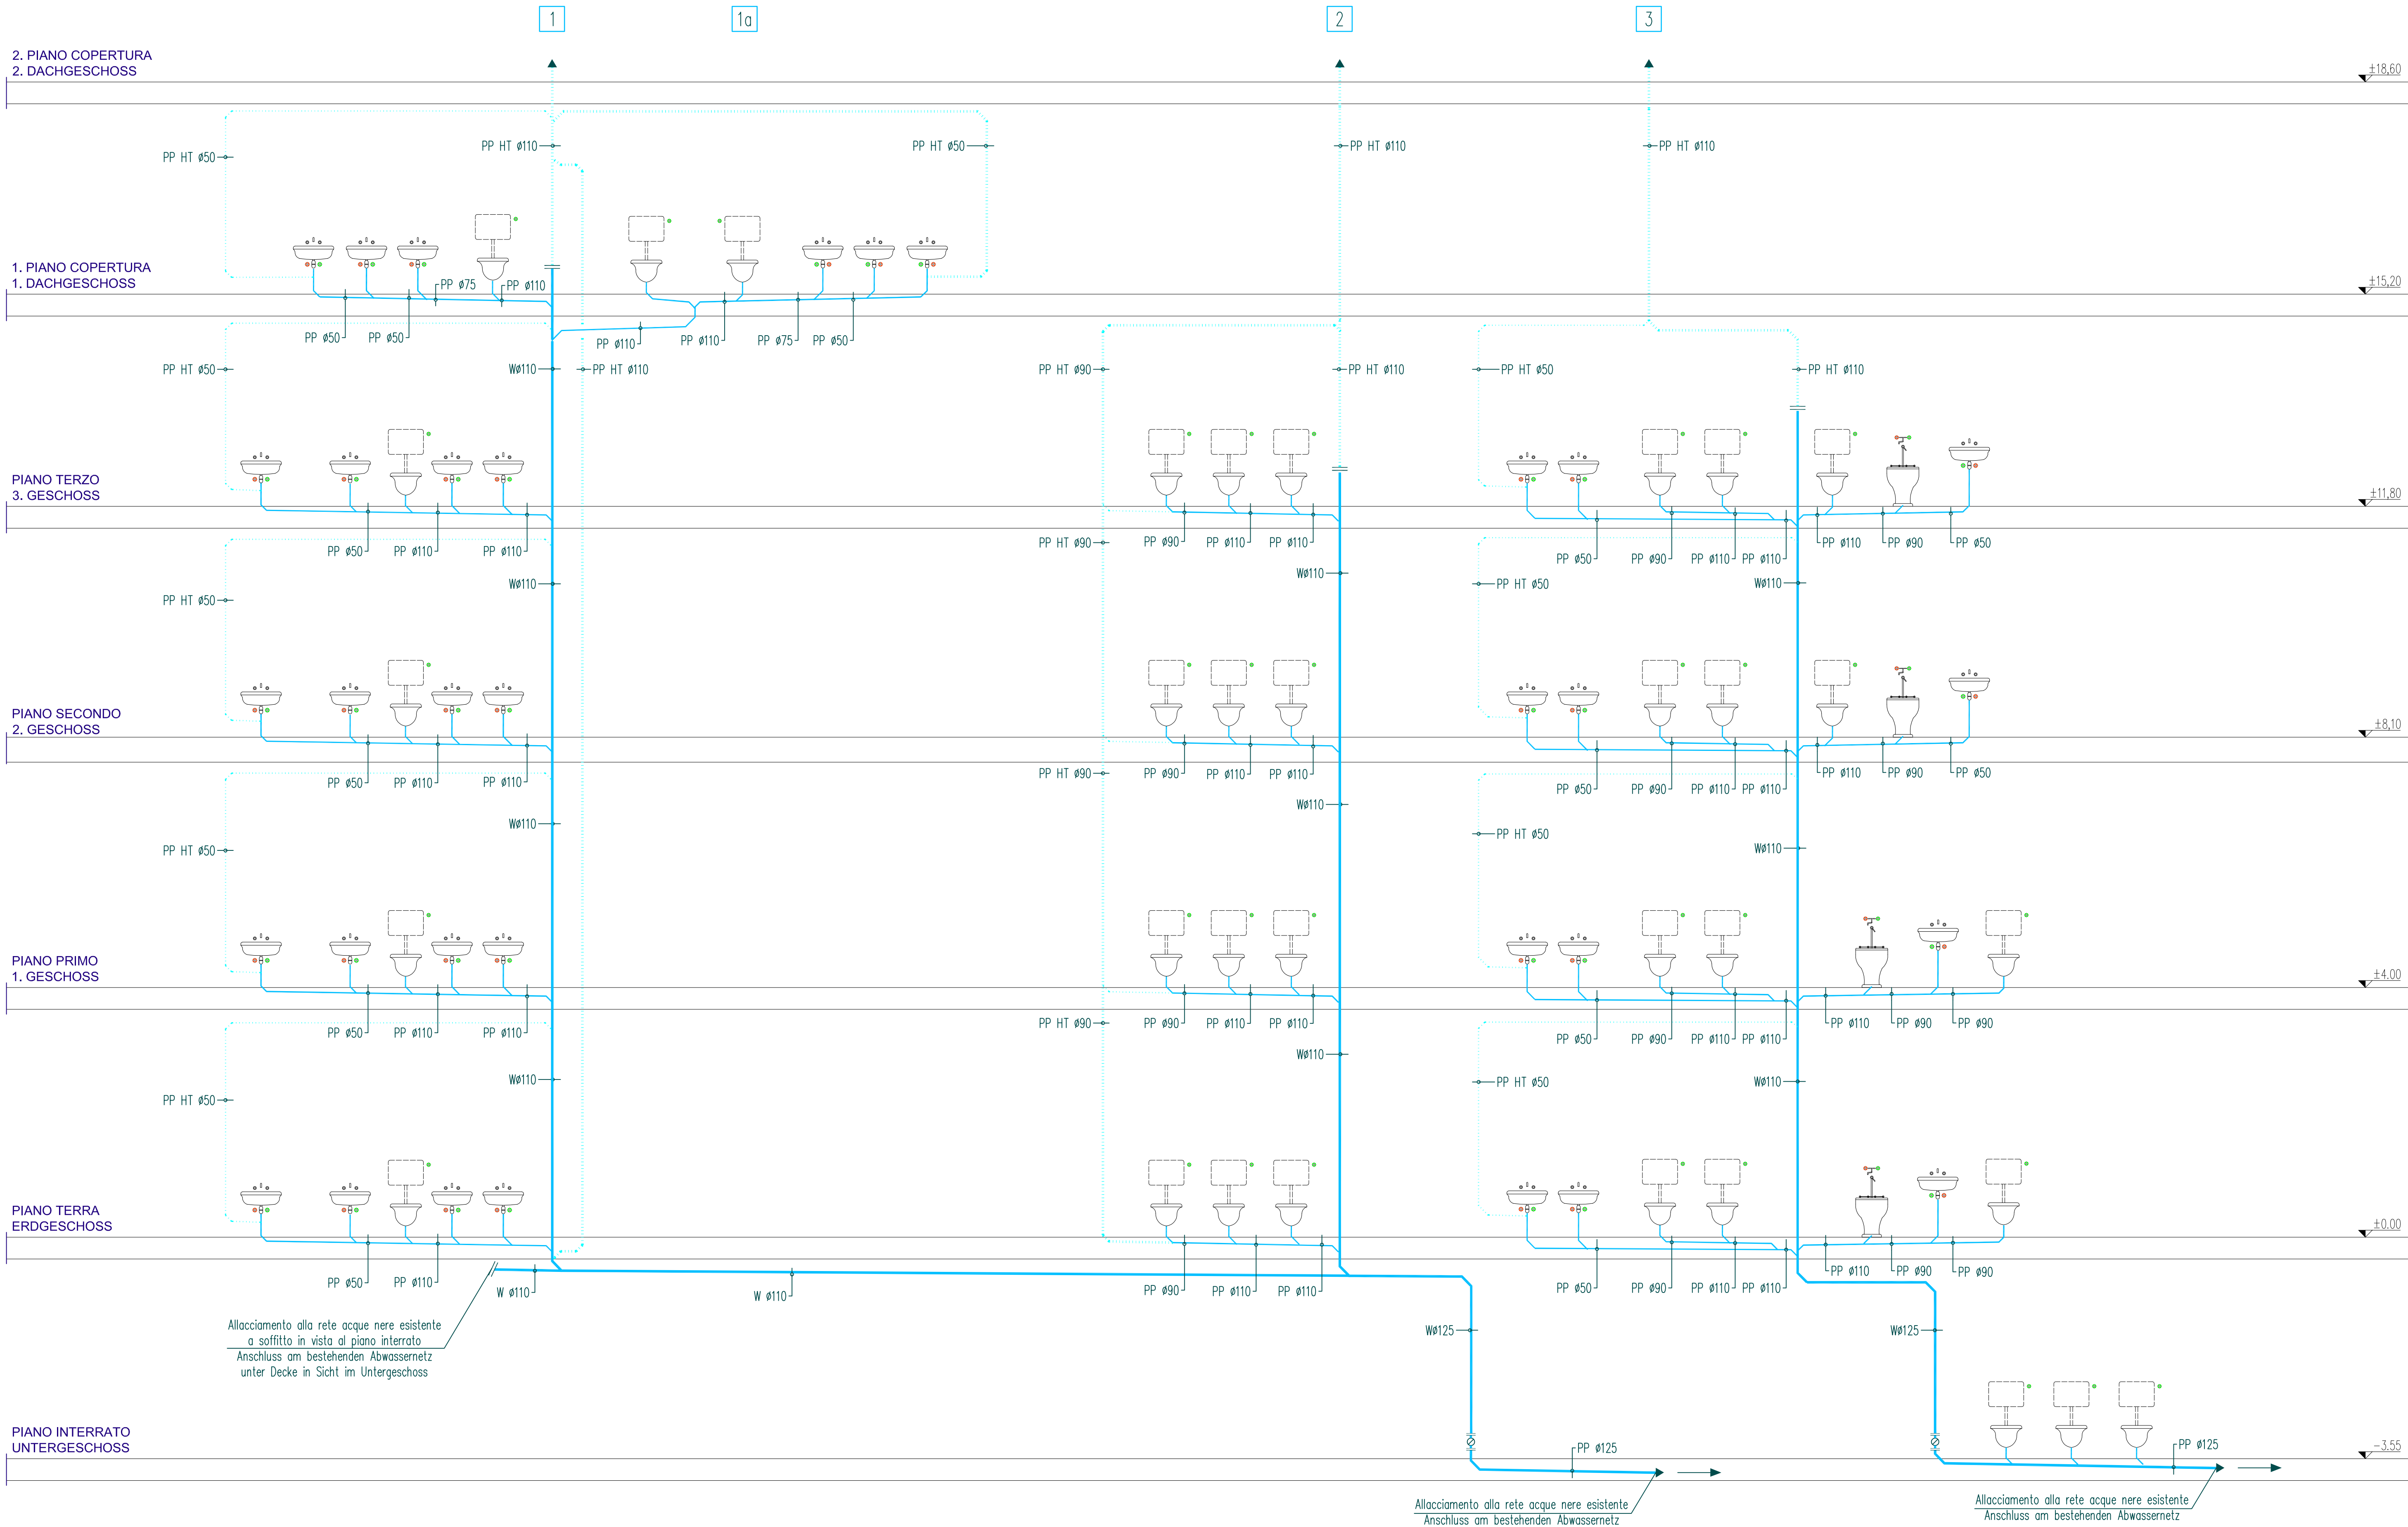 1
1a
2
3
2. PIANO COPERTURA
2. DACHGESCHOSS
±18,60
PP HT ø50
PP HT ø110
PP HT ø50
PP HT ø110
PP HT ø110
1. PIANO COPERTURA
1. DACHGESCHOSS
PP ø75
PP ø110
±15,20
PP ø50
PP ø50
PP ø110
PP ø110
PP ø75
PP ø50
PP HT ø50
Wø110
PP HT ø110
PP HT ø90
PP HT ø110
PP HT ø50
PP HT ø110
PIANO TERZO
3. GESCHOSS
±11,80
PP ø50
PP ø110
PP ø110
PP HT ø90
PP ø90
PP ø110
PP ø110
PP ø50
PP ø90
PP ø110
PP ø110
PP ø110
PP ø90
PP ø50
PP HT ø50
Wø110
Wø110
PP HT ø50
Wø110
PIANO SECONDO
2. GESCHOSS
±8,10
PP ø50
PP ø110
PP ø110
PP HT ø90
PP ø90
PP ø110
PP ø110
PP ø50
PP ø90
PP ø110
PP ø110
PP ø110
PP ø90
PP ø50
PP HT ø50
Wø110
Wø110
PP HT ø50
Wø110
PIANO PRIMO
1. GESCHOSS
±4.00
PP ø50
PP ø110
PP ø110
PP HT ø90
PP ø90
PP ø110
PP ø110
PP ø50
PP ø90
PP ø110
PP ø110
PP ø110
PP ø90
PP ø90
PP HT ø50
Wø110
Wø110
PP HT ø50
Wø110
PIANO TERRA
ERDGESCHOSS
±0.00
PP ø50
PP ø110
W ø110
W ø110
PP ø90
PP ø110
PP ø110
PP ø50
PP ø90
PP ø110
PP ø110
PP ø110
PP ø90
PP ø90
Allacciamento alla rete acque nere esistente
a soffitto in vista al piano interrato
Anschluss am bestehenden Abwassernetz
unter Decke in Sicht im Untergeschoss
Wø125
Wø125
PIANO INTERRATO
UNTERGESCHOSS
PP ø125
PP ø125
-3.55
Allacciamento alla rete acque nere esistente
Anschluss am bestehenden Abwassernetz
Allacciamento alla rete acque nere esistente
Anschluss am bestehenden Abwassernetz